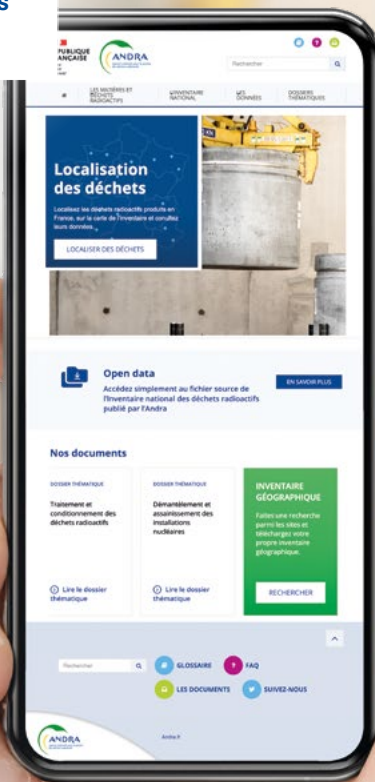 s
RÉPUBLIQUE
FRANÇAISE
ANDRA
Rechercher
LES MATIÈRES ET
DÉCHETS
RADIOACTIFS
L'INVENTAIRE
NATIONAL
LES
DONNÉES
DOSSIERS
THÉMATIQUES
Localisation
des déchets
Localisez les déchets radioactifs produits en
France, sur la carte de l'Inventaire et consultez
leurs données.
LOCALISER DES DÉCHETS
Open data
Accédez simplement au fichier source de
l'Inventaire national des déchets radioactifs
publié par l'Andra
EN SAVOIR PLUS
Nos documents
DOSSIER THÉMATIQUE
Traitement et
conditionnement des
déchets radioactifs
Lire le dossier
thématique
DOSSIER THÉMATIQUE
Démantèlement et
assainissement des
installations
nucléaires
Lire le dossier
thématique
INVENTAIRE
GÉOGRAPHIQUE
Faites une recherche
parmi les sites et
téléchargez votre
propre inventaire
géographique.
RECHERCHER
Rechercher
GLOSSAIRE
? FAQ
LES DOCUMENTS
SUIVEZ-NOUS
ANDRA
Andra.fr